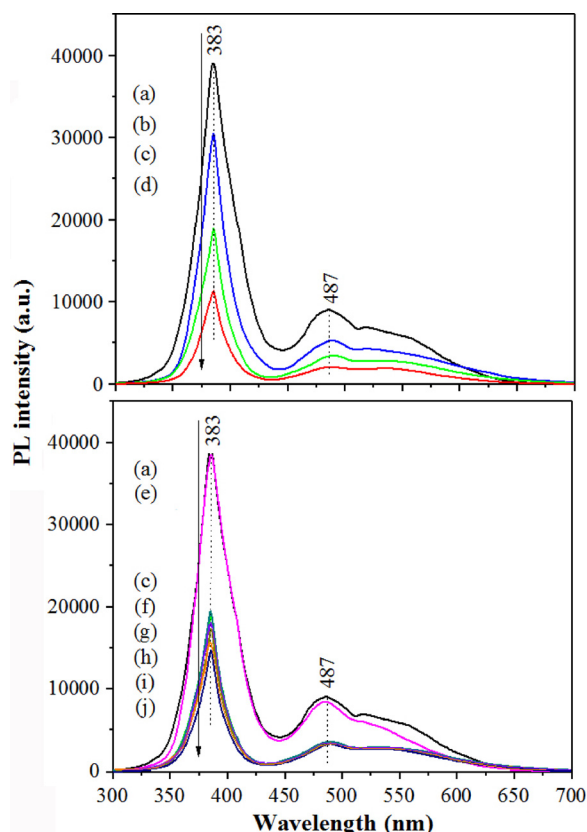 PL intensity (a.u.)
40000
30000
20000
10000
0
383
487
(a)
(b)
(c)
(d)
40000
30000
20000
10000
0
383
487
(a)
(e)
(c)
(f)
(g)
(h)
(i)
(j)
300 350 400 450 500 550 600 650 700
Wavelength (nm)